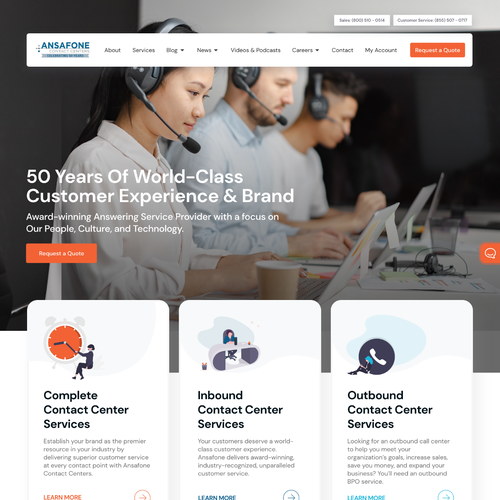 Sales: (800) 510 - 0514
Customer Service: (855) 507 - 0717
ANSAFONE
CONTACT CENTERS
CELEBRATING 50 YEARS
About
Services
Blog
News
Videos & Podcasts
Careers
Contact
My Account
Request a Quote
50 Years Of World-Class
Customer Experience & Brand
Award-winning Answering Service Provider with a focus on
Our People, Culture, and Technology.
Request a Quote
Complete
Contact Center
Services
Establish your brand as the premier
resource in your industry by
delivering superior customer service
at every contact point with Ansafone
Contact Centers.
LEARN MORE
Inbound
Contact Center
Services
Your customers deserve a world-
class customer experience.
Ansafone delivers award-winning,
industry-recognized, unparalleled
customer service.
LEARN MORE
Outbound
Contact Center
Services
Looking for an outbound call center
to help you meet your
organization's goals, increase sales,
save you money, and expand your
business? You'll need an outbound
BPO service.
LEARN MORE